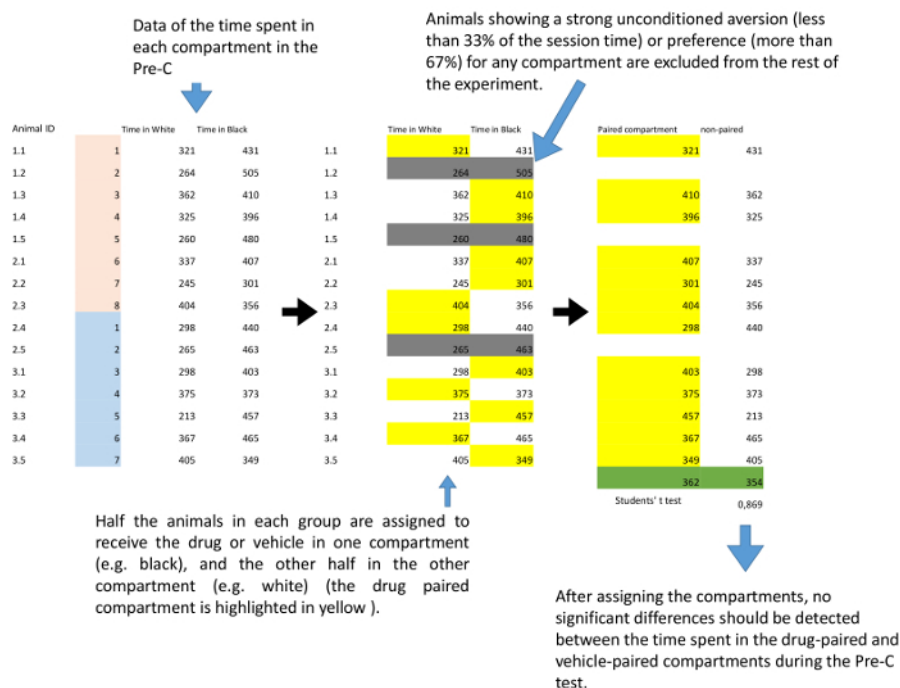 Data of the time spent in
each compartment in the
Pre-C
Animals showing a strong unconditioned aversion (less
than 33% of the session time) or preference (more than
67%) for any compartment are excluded from the rest of
the experiment.
Animal ID Time in White Time in Black Time in White Time in Black Paired compartment non-paired
1.1 1 321 431 1.1 321 431 321 431
1.2 2 264 505 1.2 264 505
1.3 3 362 410 1.3 362 410 410 362
1.4 4 325 396 1.4 325 396 396 325
1.5 5 260 480 1.5 260 480
2.1 6 337 407 2.1 337 407 407 337
2.2 7 245 301 2.2 245 301 301 245
2.3 8 404 356 2.3 404 356 404 356
2.4 1 298 440 2.4 298 440 298 440
2.5 2 265 463 2.5 265 463
3.1 3 298 403 3.1 298 403 403 298
3.2 4 375 373 3.2 375 373 375 373
3.3 5 213 457 3.3 213 457 457 213
3.4 6 367 465 3.4 367 465 367 465
3.5 7 405 349 3.5 405 349 349 405
362 354
Students' t test 0,869
Half the animals in each group are assigned to
receive the drug or vehicle in one compartment
(e.g. black), and the other half in the other
compartment (e.g. white) (the drug paired
compartment is highlighted in yellow ).
After assigning the compartments, no
significant differences should be detected
between the time spent in the drug-paired and
vehicle-paired compartments during the Pre-C
test.